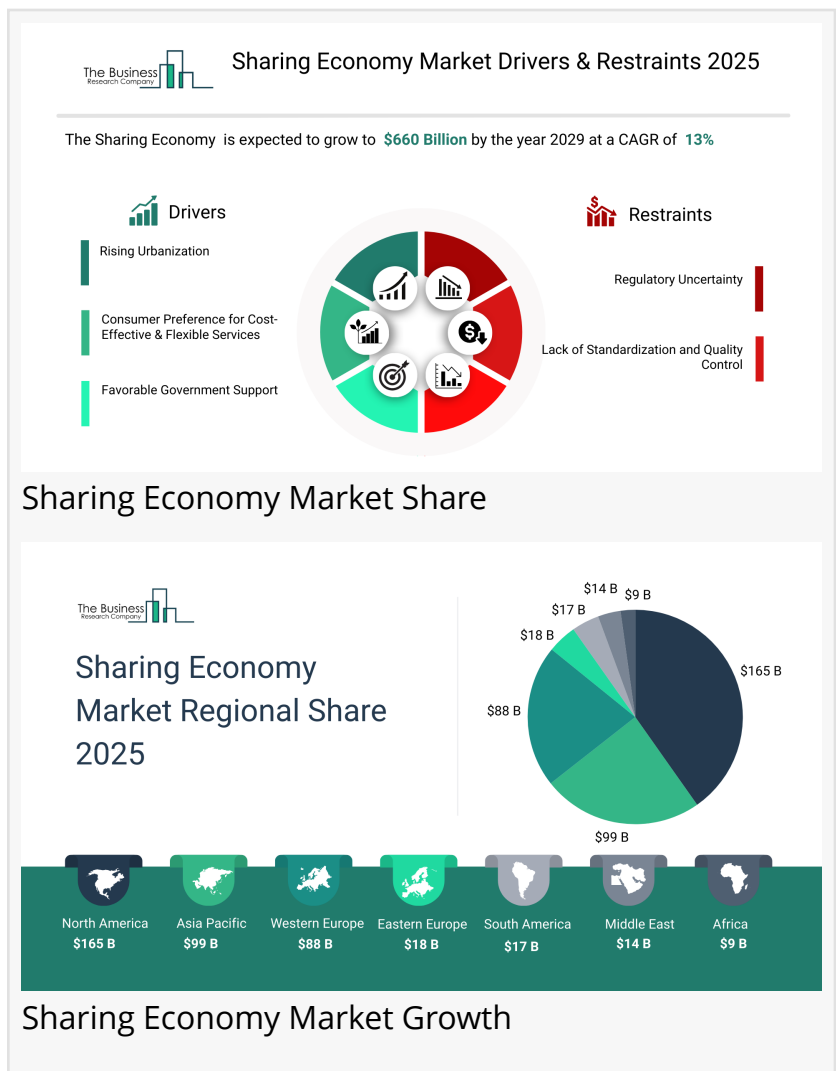 The Business
Research Company
Sharing Economy Market Drivers & Restraints 2025
The Sharing Economy is expected to grow to $660 Billion by the year 2029 at a CAGR of 13%
Drivers
Rising Urbanization
Consumer Preference for Cost-
Effective & Flexible Services
Favorable Government Support
$
$
Restraints
Regulatory Uncertainty
Lack of Standardization and Quality
Control
Sharing Economy Market Share
The Business
Research Company
Sharing Economy
Market Regional Share
2025
$14 B
$9 B
$17 B
$18 B
$165 B
$88 B
$99 B
North America
$165 B
Asia Pacific
$99 B
Western Europe
$88 B
Eastern Europe
$18 B
South America
$17 B
Middle East
$14 B
Africa
$9 B
Sharing Economy Market Growth